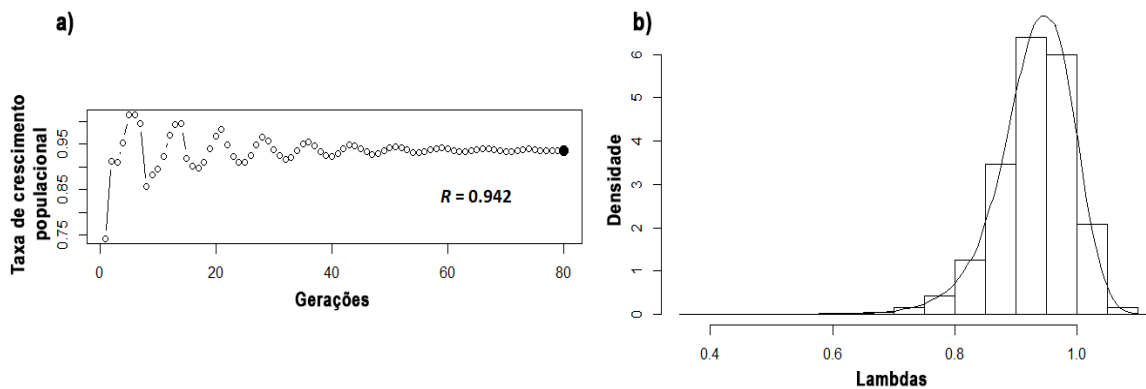 a)
Taxa de crescimento
populacional
0.95
0.85
0.75
R = 0.942
0 20 40 60 80
Gerações
b)
Densidade
6
5
4
3
2
1
0
0.4 0.6 0.8 1.0
Lambdas